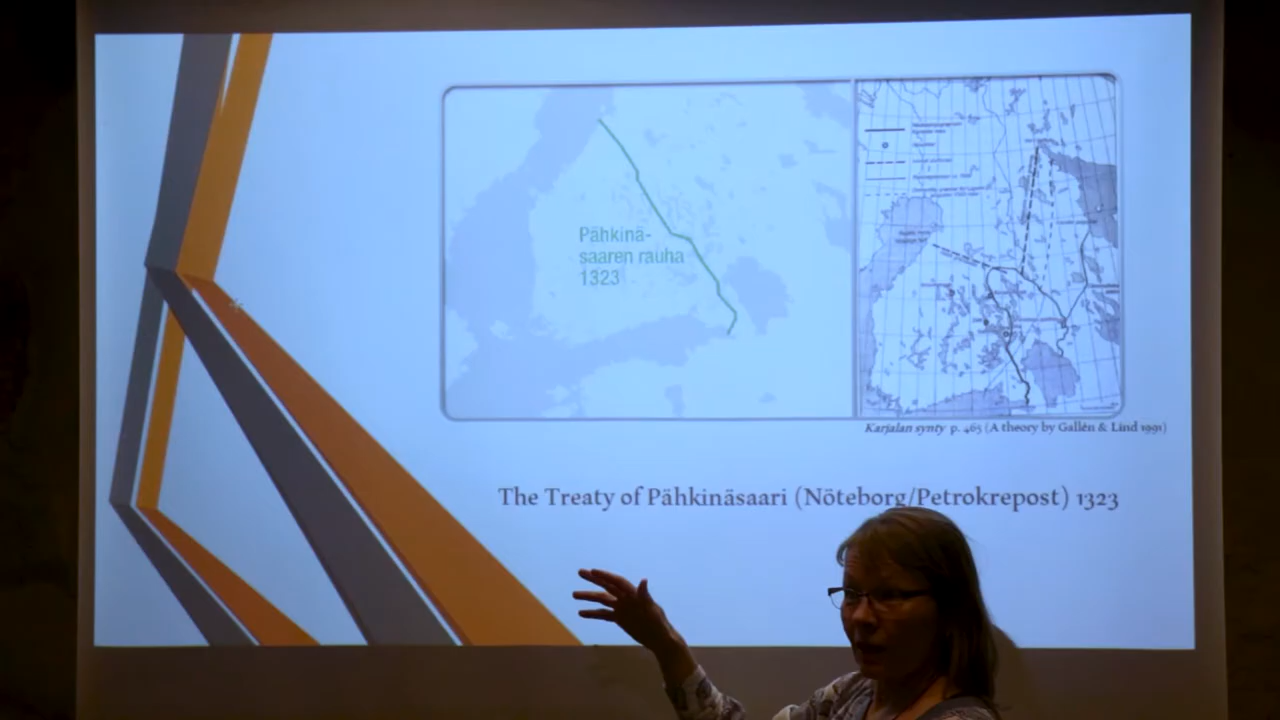 Pähkinä-
saaren rauha
1323
Karjalan synty p. 465 (A theory by Gallén & Lind 1991)
The Treaty of Pähkinäsaari (Nöteborg/Petrokrepost) 1323